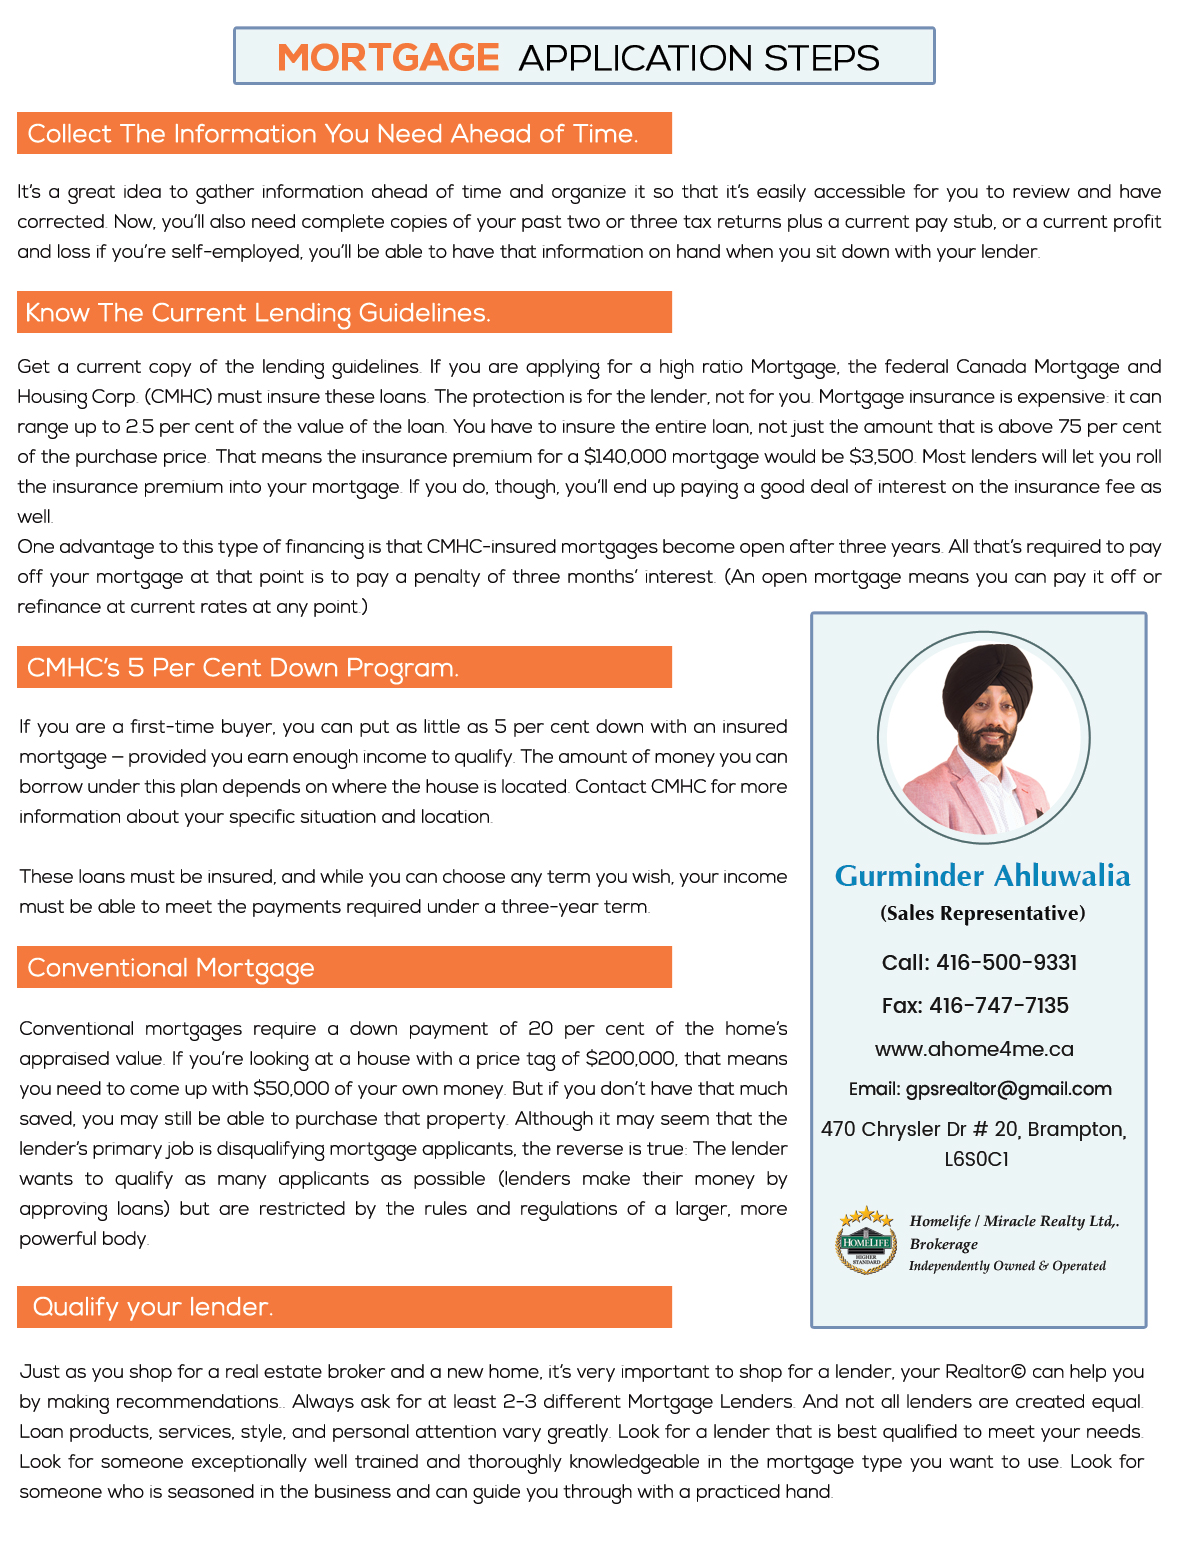 MORTGAGE APPLICATION STEPS
Collect The Information You Need Ahead of Time.
It's a great idea to gather information ahead of time and organize it so that it's easily accessible for you to review and have
corrected. Now, you'll also need complete copies of your past two or three tax returns plus a current pay stub, or a current profit
and loss if you're self-employed, you'll be able to have that information on hand when you sit down with your lender.
Know The Current Lending Guidelines.
Get a current copy of the lending guidelines. If you are applying for a high ratio Mortgage, the federal Canada Mortgage and
Housing Corp. (CMHC) must insure these loans. The protection is for the lender, not for you. Mortgage insurance is expensive: it can
range up to 2.5 per cent of the value of the loan. You have to insure the entire loan, not just the amount that is above 75 per cent
of the purchase price. That means the insurance premium for a $140,000 mortgage would be $3,500. Most lenders will let you roll
the insurance premium into your mortgage. If you do, though, you'll end up paying a good deal of interest on the insurance fee as
well.
One advantage to this type of financing is that CMHC-insured mortgages become open after three years. All that's required to pay
off your mortgage at that point is to pay a penalty of three months' interest. (An open mortgage means you can pay it off or
refinance at current rates at any point.)
CMHC's 5 Per Cent Down Program.
If you are a first-time buyer, you can put as little as 5 per cent down with an insured
mortgage – provided you earn enough income to qualify. The amount of money you can
borrow under this plan depends on where the house is located. Contact CMHC for more
information about your specific situation and location.
These loans must be insured, and while you can choose any term you wish, your income
must be able to meet the payments required under a three-year term.
Conventional Mortgage
Conventional mortgages require a down payment of 20 per cent of the home's
appraised value. If you're looking at a house with a price tag of $200,000, that means
you need to come up with $50,000 of your own money. But if you don't have that much
saved, you may still be able to purchase that property. Although it may seem that the
lender's primary job is disqualifying mortgage applicants, the reverse is true: The lender
wants to qualify as many applicants as possible (lenders make their money by
approving loans) but are restricted by the rules and regulations of a larger, more
powerful body.
Gurminder Ahluwalia
(Sales Representative)
Call: 416-500-9331
Fax: 416-747-7135
www.ahome4me.ca
Email: gpsrealtor@gmail.com
470 Chrysler Dr # 20, Brampton,
L6S0C1
HOMELIFE
HIGHER
STANDARD
Homelife / Miracle Realty Ltd,.
Brokerage
Independently Owned & Operated
Qualify your lender.
Just as you shop for a real estate broker and a new home, it's very important to shop for a lender, your Realtor© can help you
by making recommendations.. Always ask for at least 2-3 different Mortgage Lenders. And not all lenders are created equal.
Loan products, services, style, and personal attention vary greatly. Look for a lender that is best qualified to meet your needs.
Look for someone exceptionally well trained and thoroughly knowledgeable in the mortgage type you want to use. Look for
someone who is seasoned in the business and can guide you through with a practiced hand.